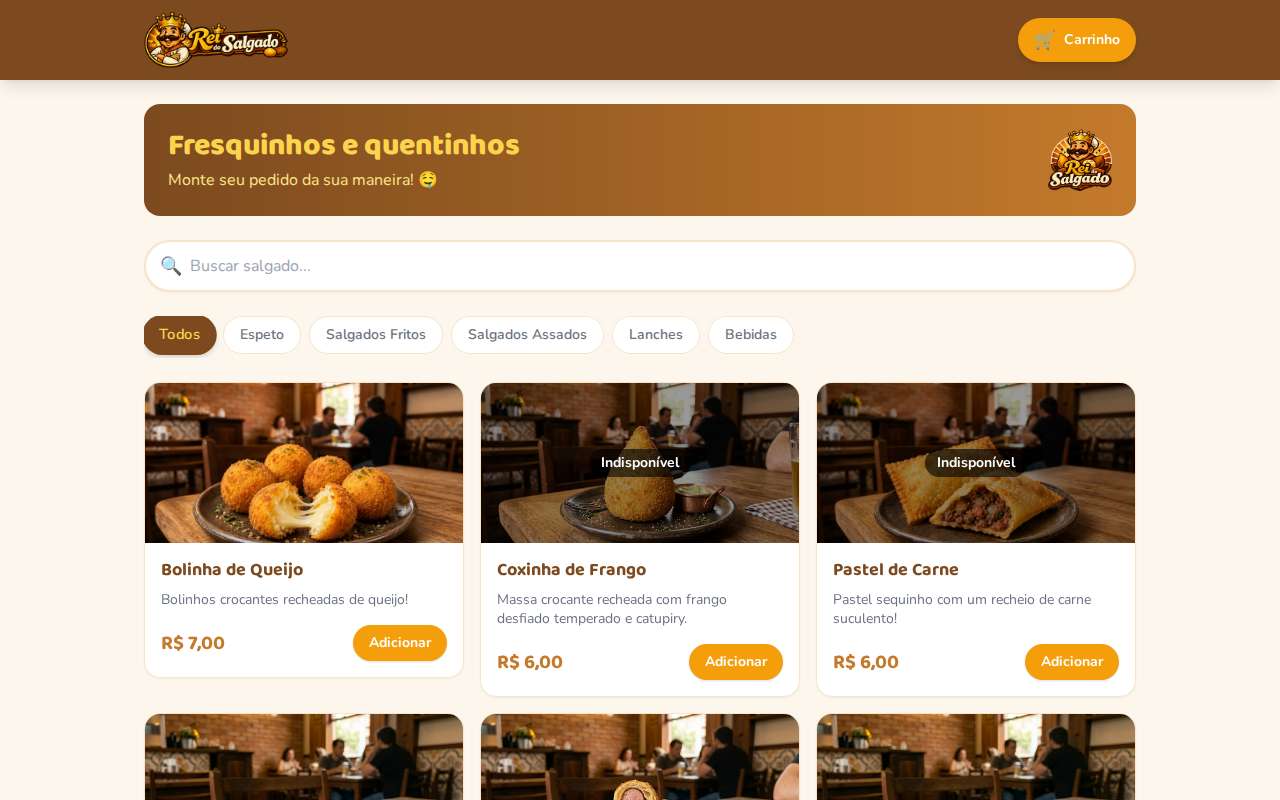 Rei do Salgado
🛒 Carrinho
Fresquinhos e quentinhos
Monte seu pedido da sua maneira! 🤤
Rei do
Salgado
🔍 Buscar salgado...
Todos
Espeto
Salgados Fritos
Salgados Assados
Lanches
Bebidas
Indisponível
Indisponível
Bolinha de Queijo
Bolinhos crocantes recheadas de queijo!
R$ 7,00
Adicionar
Coxinha de Frango
Massa crocante recheada com frango
desfiado temperado e catupiry.
R$ 6,00
Adicionar
Pastel de Carne
Pastel sequinho com um recheio de carne
suculento!
R$ 6,00
Adicionar